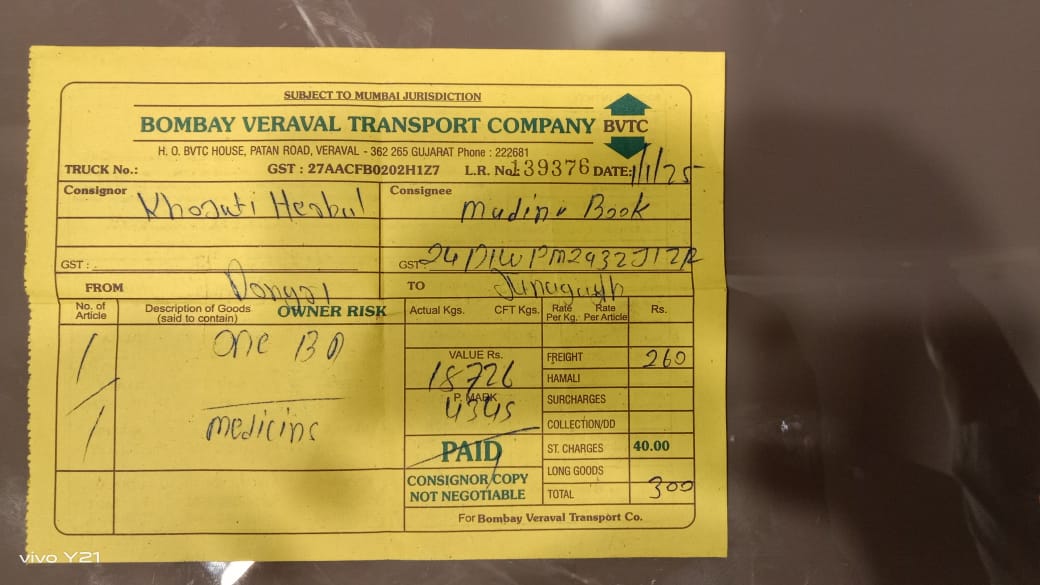 SUBJECT TO MUMBAI JURISDICTION
BOMBAY VERAVAL TRANSPORT COMPANY BVTC
H. O. BVTC HOUSE, PATAN ROAD, VERAVAL - 362 265 GUJARAT Phone : 222681
TRUCK No.: GST : 27AACFB0202H1Z7 L.R. No.: 139376 DATE: 1/1/25
Consignor Khojati Herbal Consignee Madina Book
GST : GST:
FROM Dongri TO Junagadh
No. of Article Description of Goods (said to contain) OWNER RISK Actual Kgs. CFT Kgs. Rate Per Kg. Rate Per Article Rs.
1 one
VALUE Rs. 18726 FREIGHT 260
HAMALI
P. MARK 4345 SURCHARGES
1 medicine COLLECTION/DD
PAID ST. CHARGES 40.00
CONSIGNOR COPY LONG GOODS
NOT NEGOTIABLE TOTAL 300
For Bombay Veraval Transport Co.
vivo Y21